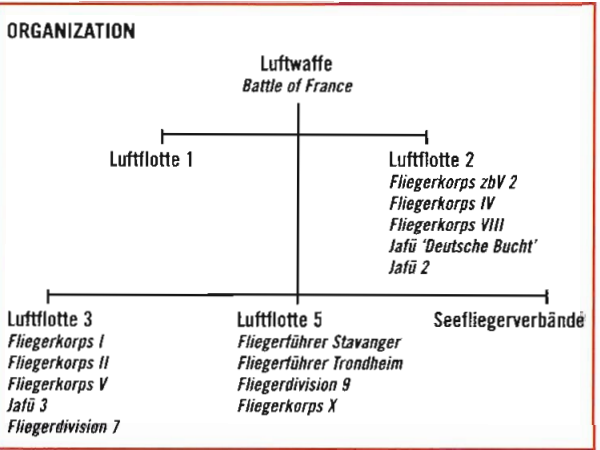 ORGANIZATION
Luftwaffe
Battle of France
Luftflotte 1
Luftflotte 2
Fliegerkorps zbV 2
Fliegerkorps IV
Fliegerkorps VIII
Jafü ‘Deutsche Bucht’
Jafü 2
Luftflotte 3
Fliegerkorps I
Fliegerkorps II
Fliegerkorps V
Jafü 3
Fliegerdivision 7
Luftflotte 5
Fliegerführer Stavanger
Fliegerführer Trondheim
Fliegerdivision 9
Fliegerkorps X
Seefliegerverbände